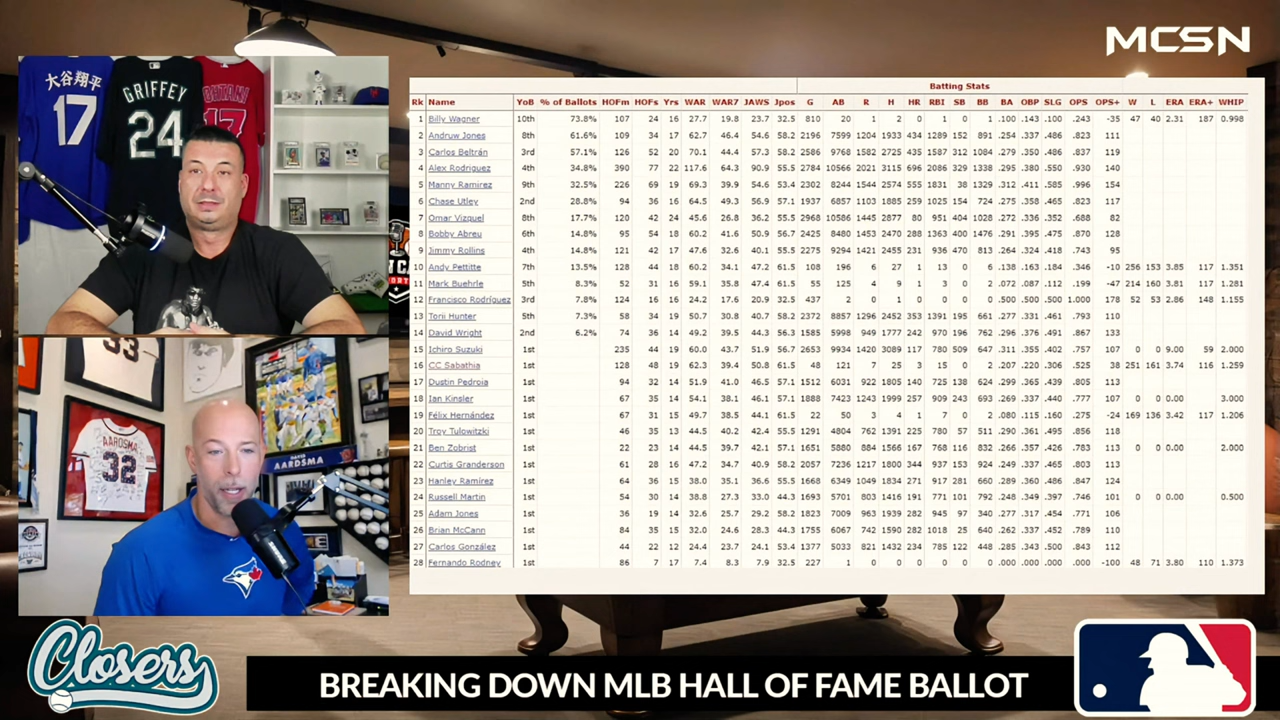 MCSN
大谷翔平
17
GRIFFEY
24
OHTANI
17
33
AARDSMA
32
DAVID
AARDSMA
Batting Stats
Rk Name YoB % of Ballots HOFm HOFs Yrs WAR WAR7 JAWS Jpos G AB R H HR RBI SB BB BA OBP SLG OPS OPS+ W L ERA ERA+ WHIP
1 Billy Wagner 10th 73.8% 107 24 16 27.7 19.8 23.7 32.5 810 20 1 2 0 1 0 1 .100 .143 .100 .243 -35 47 40 2.31 187 0.998
2 Andruw Jones 8th 61.6% 109 34 17 62.7 46.4 54.6 58.2 2196 7599 1204 1933 434 1289 152 891 .254 .337 .486 .823 111
3 Carlos Beltrán 3rd 57.1% 126 52 20 70.1 44.4 57.3 58.2 2586 9768 1582 2725 435 1587 312 1084 .279 .350 .486 .837 119
4 Alex Rodriguez 4th 34.8% 390 77 22 117.6 64.3 90.9 55.5 2784 10566 2021 3115 696 2086 329 1338 .295 .380 .550 .930 140
5 Manny Ramirez 9th 32.5% 226 69 19 69.3 39.9 54.6 53.4 2302 8244 1544 2574 555 1831 38 1329 .312 .411 .585 .996 154
6 Chase Utley 2nd 28.8% 94 36 16 64.5 49.3 56.9 57.1 1937 6857 1103 1885 259 1025 154 724 .275 .358 .465 .823 117
7 Omar Vizquel 8th 17.7% 120 42 24 45.6 26.8 36.2 55.5 2968 10586 1445 2877 80 951 404 1028 .272 .336 .352 .688 82
8 Bobby Abreu 6th 14.8% 95 54 18 60.2 41.6 50.9 56.7 2425 8480 1453 2470 288 1363 400 1476 .291 .395 .475 .870 128
9 Jimmy Rollins 4th 14.8% 121 42 17 47.6 32.6 40.1 55.5 2275 9294 1421 2455 231 936 470 813 .264 .324 .418 .743 95
10 Andy Pettitte 7th 13.5% 128 44 18 60.2 34.1 47.2 61.5 108 196 6 27 1 13 0 6 .138 .163 .184 .346 -10 256 153 3.85 117 1.351
11 Mark Buehrle 5th 8.3% 52 31 16 59.1 35.8 47.4 61.5 55 125 4 9 1 3 0 2 .072 .087 .112 .199 -47 214 160 3.81 117 1.281
12 Francisco Rodríguez 3rd 7.8% 124 16 16 24.2 17.6 20.9 32.5 437 2 0 1 0 0 0 0 .500 .500 .500 1.000 178 52 53 2.86 148 1.155
13 Torii Hunter 5th 7.3% 58 34 19 50.7 30.8 40.7 58.2 2372 8857 1296 2452 353 1391 195 661 .277 .331 .461 .793 110
14 David Wright 2nd 6.2% 74 36 14 49.2 39.5 44.3 56.3 1585 5998 949 1777 242 970 196 762 .296 .376 .491 .867 133
15 Ichiro Suzuki 1st 235 44 19 60.0 43.7 51.9 56.7 2653 9934 1420 3089 117 780 509 647 .311 .355 .402 .757 107 0 0 9.00 59 2.000
16 CC Sabathia 1st 128 48 19 62.3 39.4 50.8 61.5 48 121 7 25 3 15 0 2 .207 .220 .306 .525 38 251 161 3.74 116 1.259
17 Dustin Pedroia 1st 94 32 14 51.9 41.0 46.5 57.1 1512 6031 922 1805 140 725 138 624 .299 .365 .439 .805 113
18 Ian Kinsler 1st 67 35 14 54.1 38.1 46.1 57.1 1888 7423 1243 1999 257 909 243 693 .269 .337 .440 .777 107 0 0 0.00 3.000
19 Félix Hernández 1st 67 31 15 49.7 38.5 44.1 61.5 22 50 3 4 1 7 0 2 .080 .115 .160 .275 -24 169 136 3.42 117 1.206
20 Troy Tulowitzki 1st 46 35 13 44.5 40.2 42.4 55.5 1291 4804 762 1391 225 780 57 511 .290 .361 .495 .856 118
21 Ben Zobrist 1st 22 23 14 44.5 39.7 42.1 57.1 1651 5880 884 1566 167 768 116 832 .266 .357 .426 .783 113 0 0 0.00 2.000
22 Curtis Granderson 1st 61 28 16 47.2 34.7 40.9 58.2 2057 7236 1217 1800 344 937 153 924 .249 .337 .465 .803 113
23 Hanley Ramírez 1st 64 36 15 38.0 35.1 36.6 55.5 1668 6349 1049 1834 271 917 281 660 .289 .360 .486 .847 124
24 Russell Martin 1st 54 30 14 38.8 27.3 33.0 44.3 1693 5701 803 1416 191 771 101 792 .248 .349 .397 .746 101 0 0 0.00 0.500
25 Adam Jones 1st 36 19 14 32.6 25.7 29.2 58.2 1823 7009 963 1939 282 945 97 340 .277 .317 .454 .771 106
26 Brian McCann 1st 84 35 15 32.0 24.6 28.3 44.3 1755 6067 742 1590 282 1018 25 640 .262 .337 .452 .789 110
27 Carlos González 1st 44 22 12 24.4 23.7 24.1 53.4 1377 5033 821 1432 234 785 122 448 .285 .343 .500 .843 112
28 Fernando Rodney 1st 86 7 17 7.4 8.3 7.9 32.5 227 1 0 0 0 0 0 0 .000 .000 .000 .000 -100 48 71 3.80 110 1.373
Closers
BREAKING DOWN MLB HALL OF FAME BALLOT